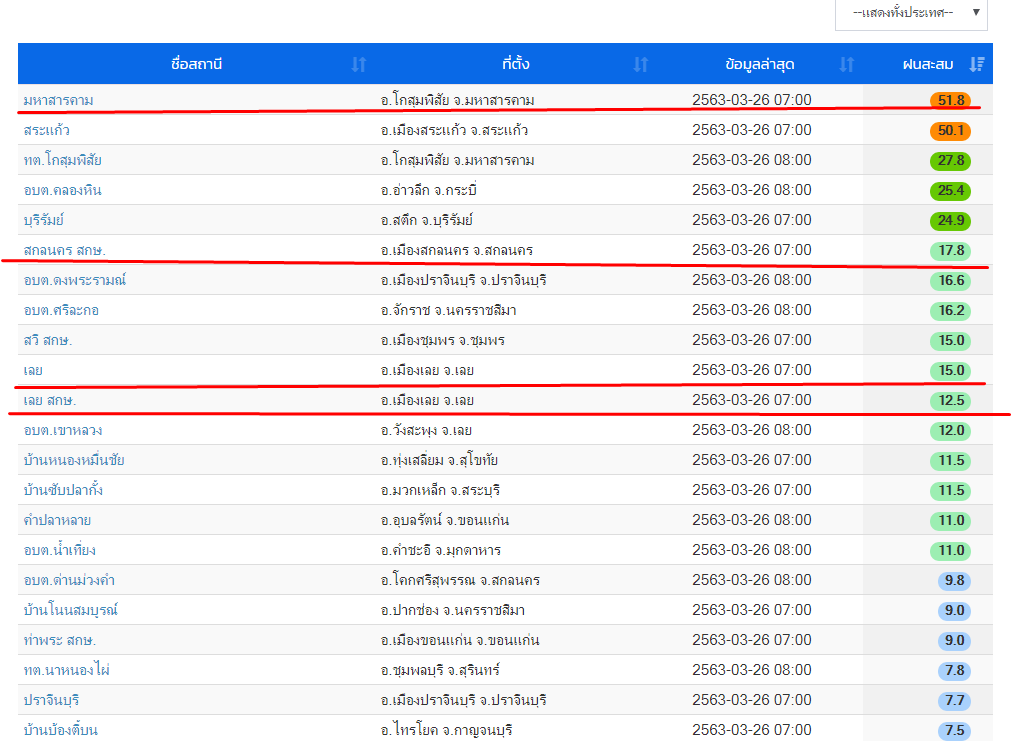 --แสดงทั้งประเทศ--
ชื่อสถานี ที่ตั้ง ข้อมูลล่าสุด ฝนสะสม
มหาสารคาม อ.โกสุมพิสัย จ.มหาสารคาม 2563-03-26 07:00 51.8
สระแก้ว อ.เมืองสระแก้ว จ.สระแก้ว 2563-03-26 07:00 50.1
ทต.โกสุมพิสัย อ.โกสุมพิสัย จ.มหาสารคาม 2563-03-26 08:00 27.8
อบต.คลองหิน อ.อ่าวลึก จ.กระบี่ 2563-03-26 08:00 25.4
บุรีรัมย์ อ.สตึก จ.บุรีรัมย์ 2563-03-26 07:00 24.9
สกลนคร สกษ. อ.เมืองสกลนคร จ.สกลนคร 2563-03-26 07:00 17.8
อบต.ดงพระรามณ์ อ.เมืองปราจีนบุรี จ.ปราจีนบุรี 2563-03-26 08:00 16.6
อบต.ศรีละกอ อ.จักราช จ.นครราชสีมา 2563-03-26 08:00 16.2
สวี สกษ. อ.เมืองชุมพร จ.ชุมพร 2563-03-26 07:00 15.0
เลย อ.เมืองเลย จ.เลย 2563-03-26 07:00 15.0
เลย สกษ. อ.เมืองเลย จ.เลย 2563-03-26 07:00 12.5
อบต.เขาหลวง อ.วังสะพุง จ.เลย 2563-03-26 08:00 12.0
บ้านหนองหมื่นชัย อ.ทุ่งเสลี่ยม จ.สุโขทัย 2563-03-26 07:00 11.5
บ้านซับปลากั้ง อ.มวกเหล็ก จ.สระบุรี 2563-03-26 07:00 11.5
คำปลาหลาย อ.อุบลรัตน์ จ.ขอนแก่น 2563-03-26 08:00 11.0
อบต.น้ำเที่ยง อ.คำชะอี จ.มุกดาหาร 2563-03-26 08:00 11.0
อบต.ด่านม่วงคำ อ.โคกศรีสุพรรณ จ.สกลนคร 2563-03-26 08:00 9.8
บ้านโนนสมบูรณ์ อ.ปากช่อง จ.นครราชสีมา 2563-03-26 07:00 9.0
ท่าพระ สกษ. อ.เมืองขอนแก่น จ.ขอนแก่น 2563-03-26 07:00 9.0
ทต.นาหนองไผ่ อ.ชุมพลบุรี จ.สุรินทร์ 2563-03-26 08:00 7.8
ปราจีนบุรี อ.เมืองปราจีนบุรี จ.ปราจีนบุรี 2563-03-26 07:00 7.7
บ้านบ้องตี้บน อ.ไทรโยค จ.กาญจนบุรี 2563-03-26 07:00 7.5